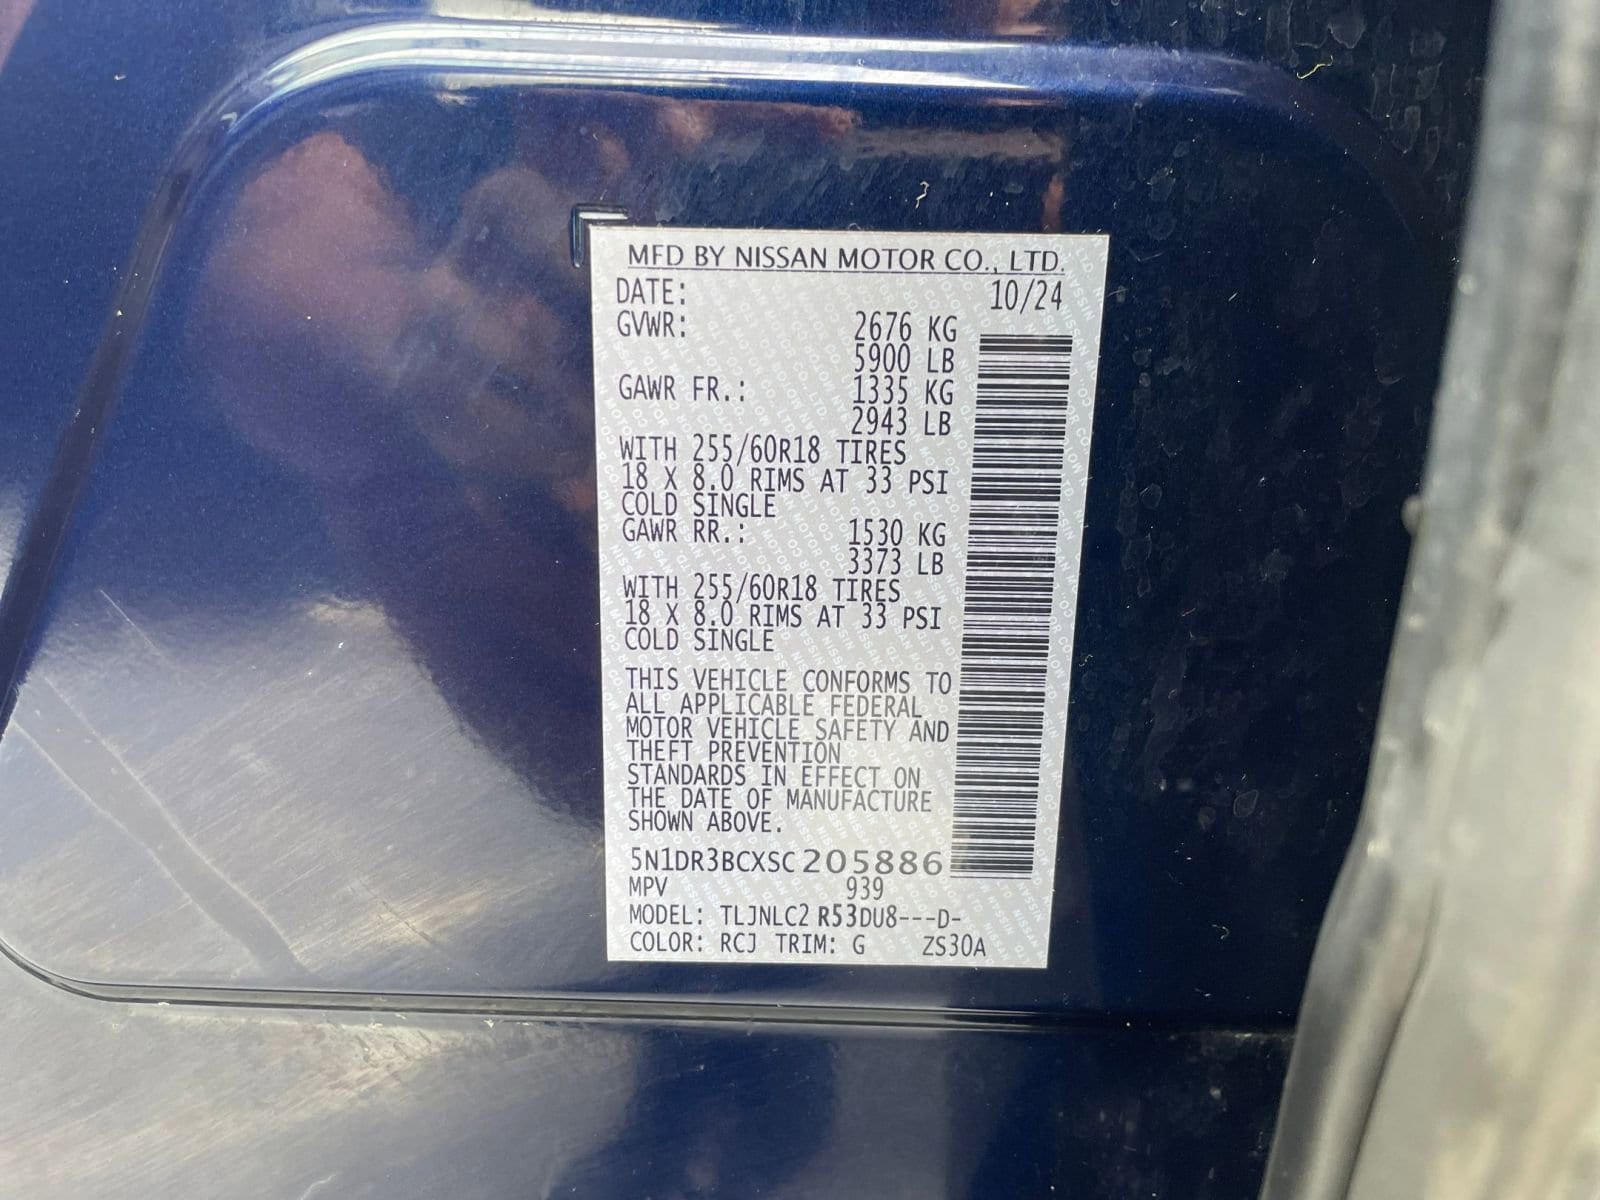 MFD BY NISSAN MOTOR CO., LTD.
DATE: 10/24
GVWR: 2676 KG
5900 LB
GAWR FR.: 1335 KG
2943 LB
WITH 255/60R18 TIRES
18 X 8.0 RIMS AT 33 PSI
COLD SINGLE
GAWR RR.: 1530 KG
3373 LB
WITH 255/60R18 TIRES
18 X 8.0 RIMS AT 33 PSI
COLD SINGLE
THIS VEHICLE CONFORMS TO
ALL APPLICABLE FEDERAL
MOTOR VEHICLE SAFETY AND
THEFT PREVENTION
STANDARDS IN EFFECT ON
THE DATE OF MANUFACTURE
SHOWN ABOVE.
5N1DR3BCXSC205886
MPV 939
MODEL: TLJNLC2 R53DU8---D-
COLOR: RCJ TRIM: G ZS30A